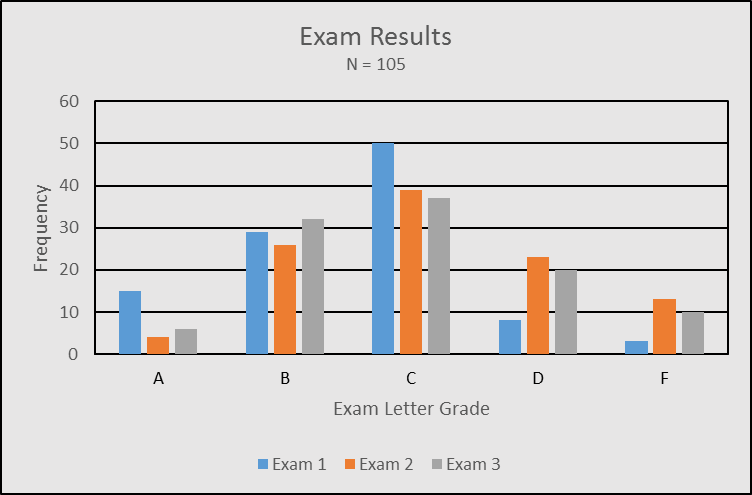 Exam Results
N = 105
60
50
40
30
20
10
0
Frequency
A B C D F
Exam Letter Grade
Exam 1 Exam 2 Exam 3